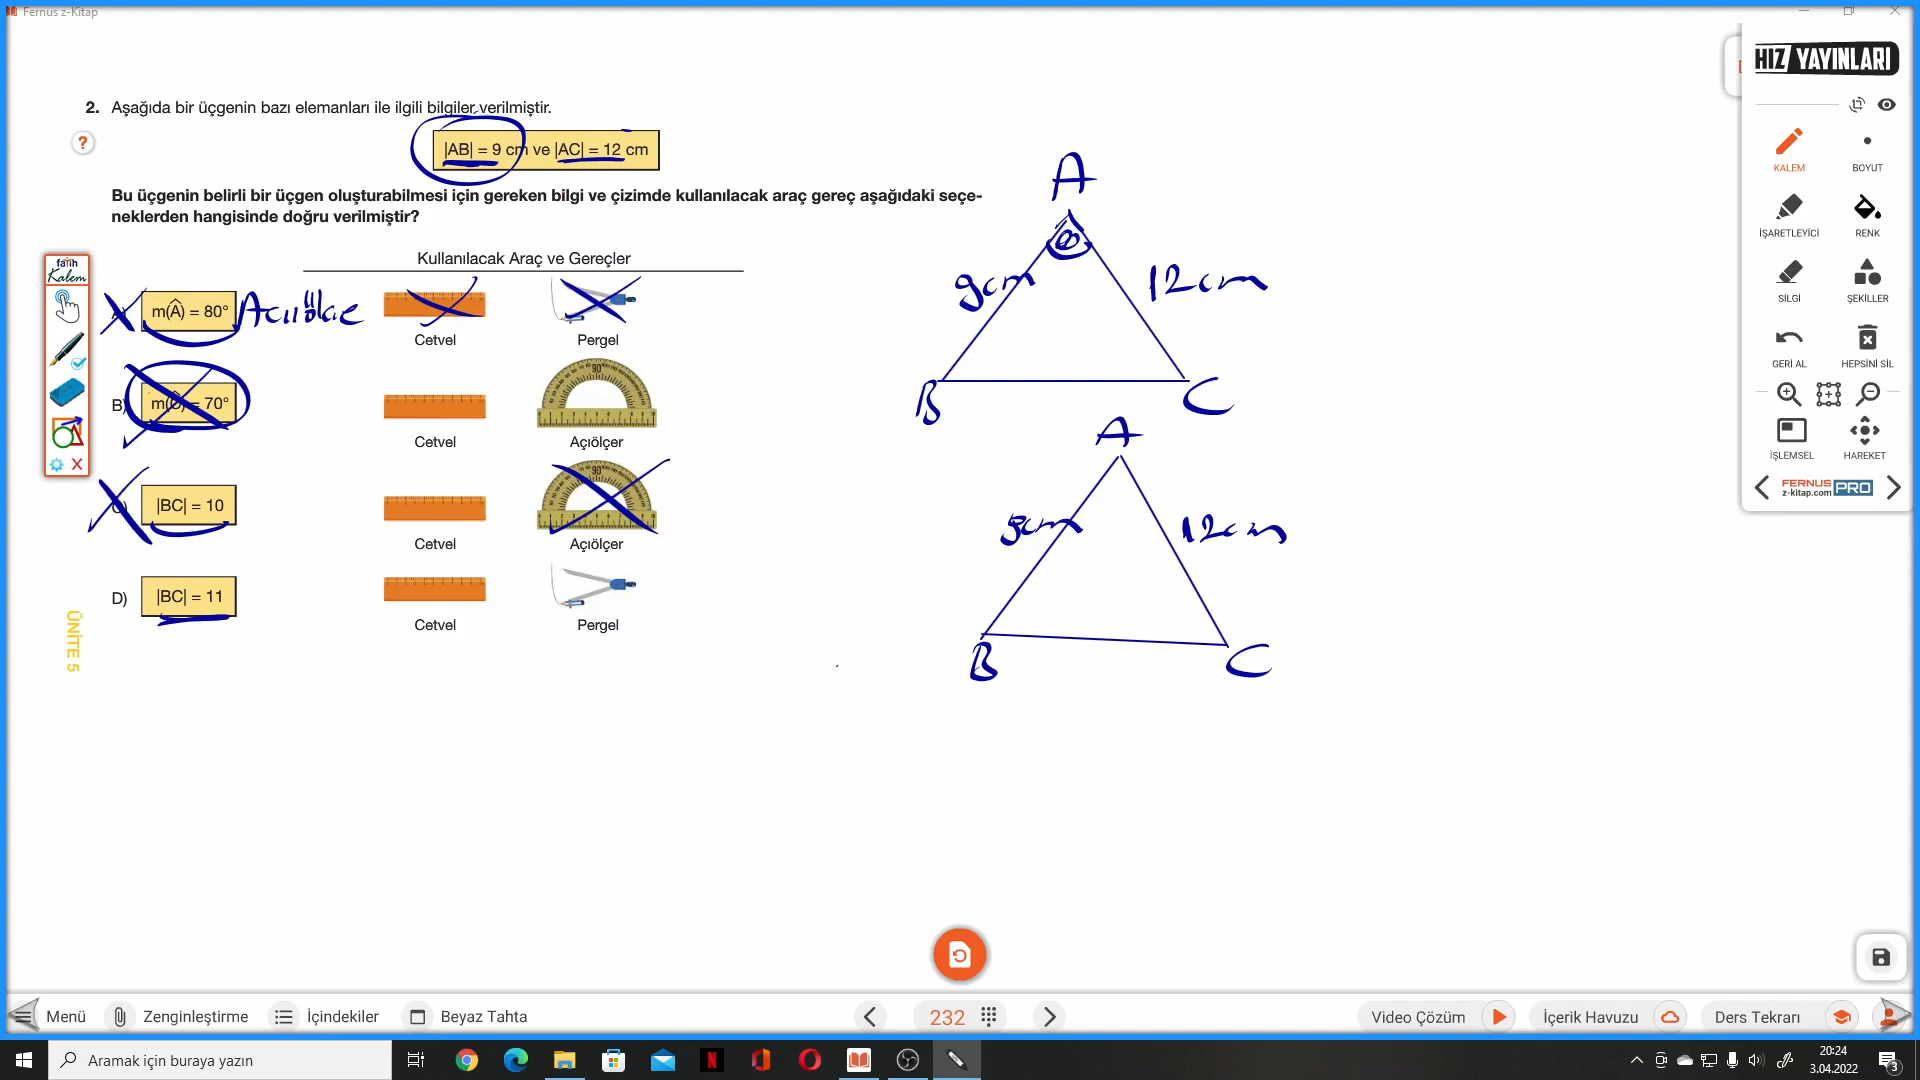 Fernus z-Kitap
HIZ YAYINLARI
2. Aşağıda bir üçgenin bazı elemanları ile ilgili bilgiler verilmiştir.
|AB| = 9 cm ve |AC| = 12 cm
Bu üçgenin belirli bir üçgen oluşturabilmesi için gereken bilgi ve çizimde kullanılacak araç gereç aşağıdaki seçe-
neklerden hangisinde doğru verilmiştir?
Kullanılacak Araç ve Gereçler
fatih
Kalem
m(Â) = 80°
Cetvel
Pergel
B) m(Ĉ) = 70°
90°
Cetvel
Açıölçer
|BC| = 10
90°
Cetvel
Açıölçer
D) |BC| = 11
Cetvel
Pergel
ÜNİTE 5
A
9cm
12cm
B
C
A
9cm
12cm
B
C
KALEM
BOYUT
İŞARETLEYİCİ
RENK
SİLGİ
ŞEKİLLER
GERİ AL
HEPSİNİ SİL
İŞLEMSEL
HAREKET
FERNUS
z-kitap.com PRO
Menü
Zenginleştirme
İçindekiler
Beyaz Tahta
232
Video Çözüm
İçerik Havuzu
Ders Tekrarı
Aramak için buraya yazın
20:24
3.04.2022
3